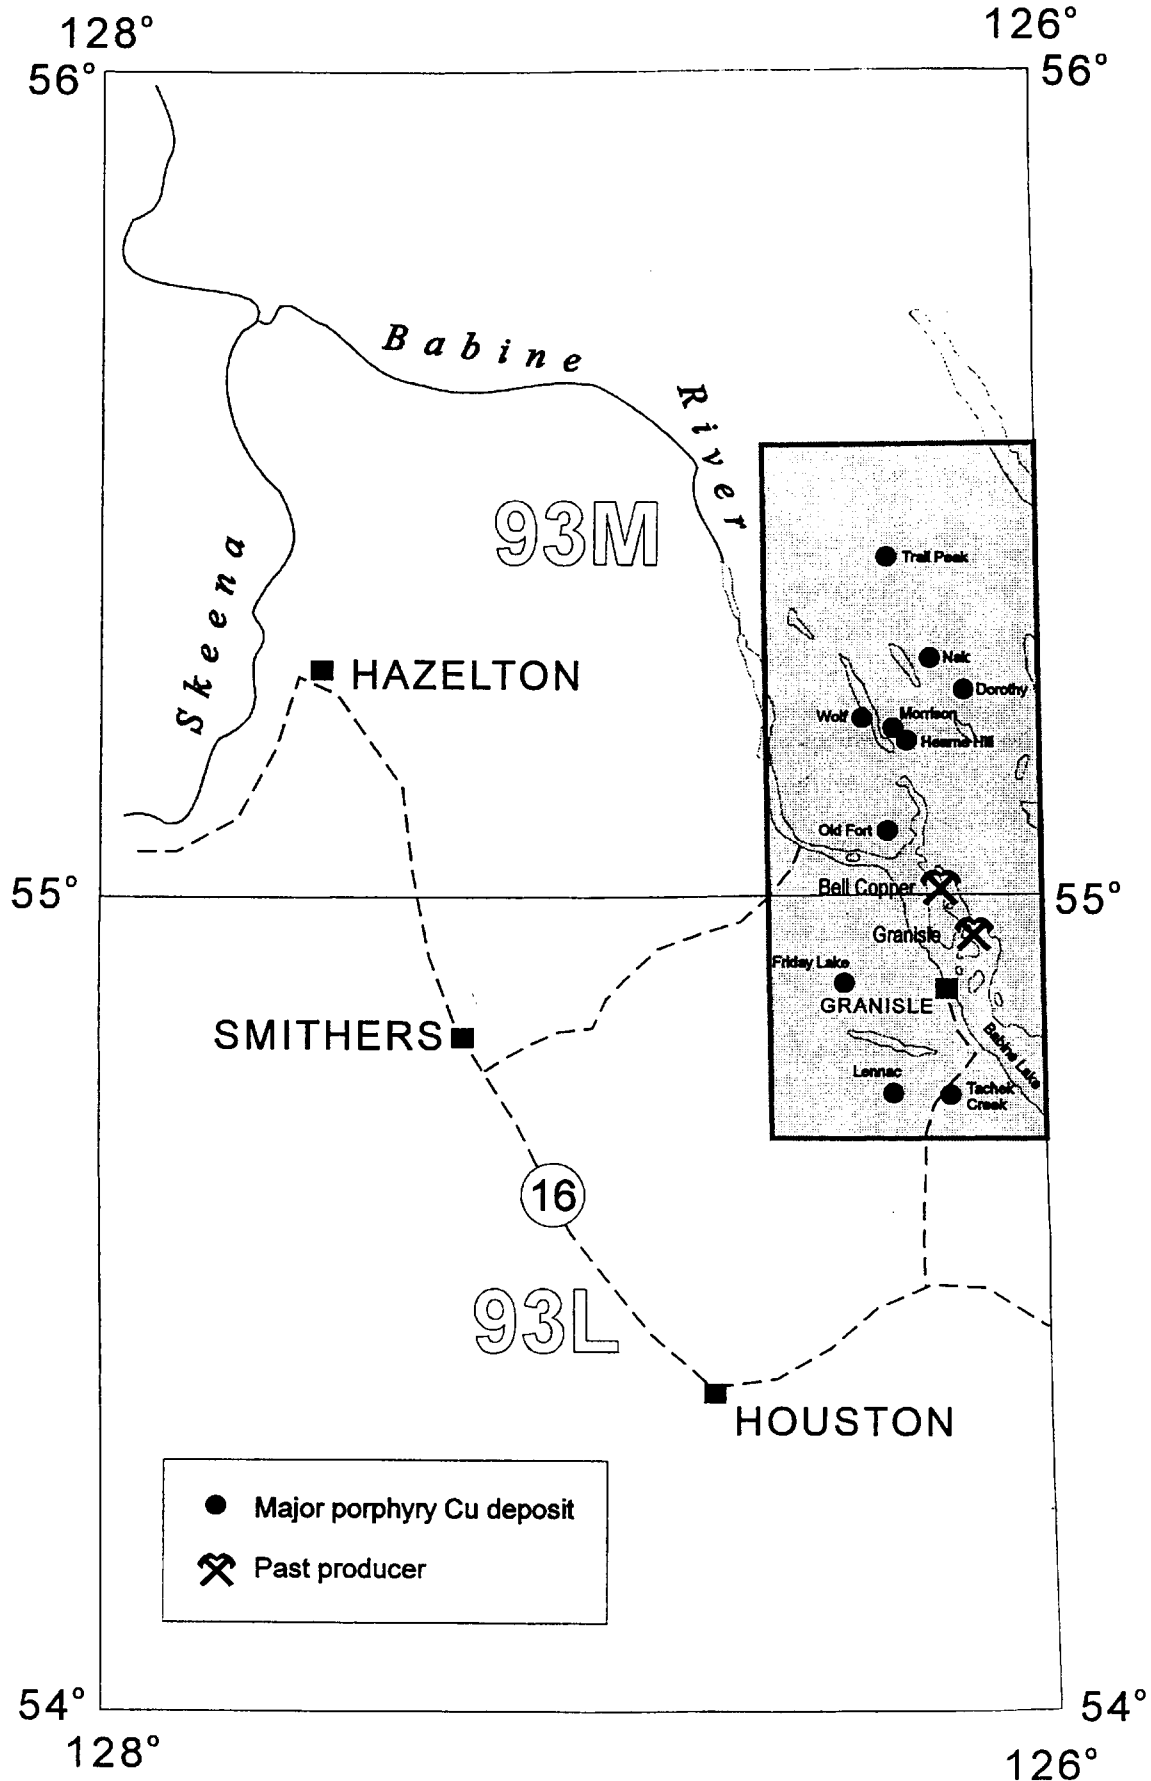 128°
126°
56°
56°
Babine
River
93M
Trail Peak
Skeena
HAZELTON
Nak
Dorothy
Wolf
Morrison
Hearne Hill
Old Fort
55°
Bell Copper
55°
Granisle
Friday Lake
GRANISLE
SMITHERS
Babine Lake
Lennac
Tachek
Creek
16
93L
HOUSTON
Major porphyry Cu deposit
Past producer
54°
54°
128°
126°